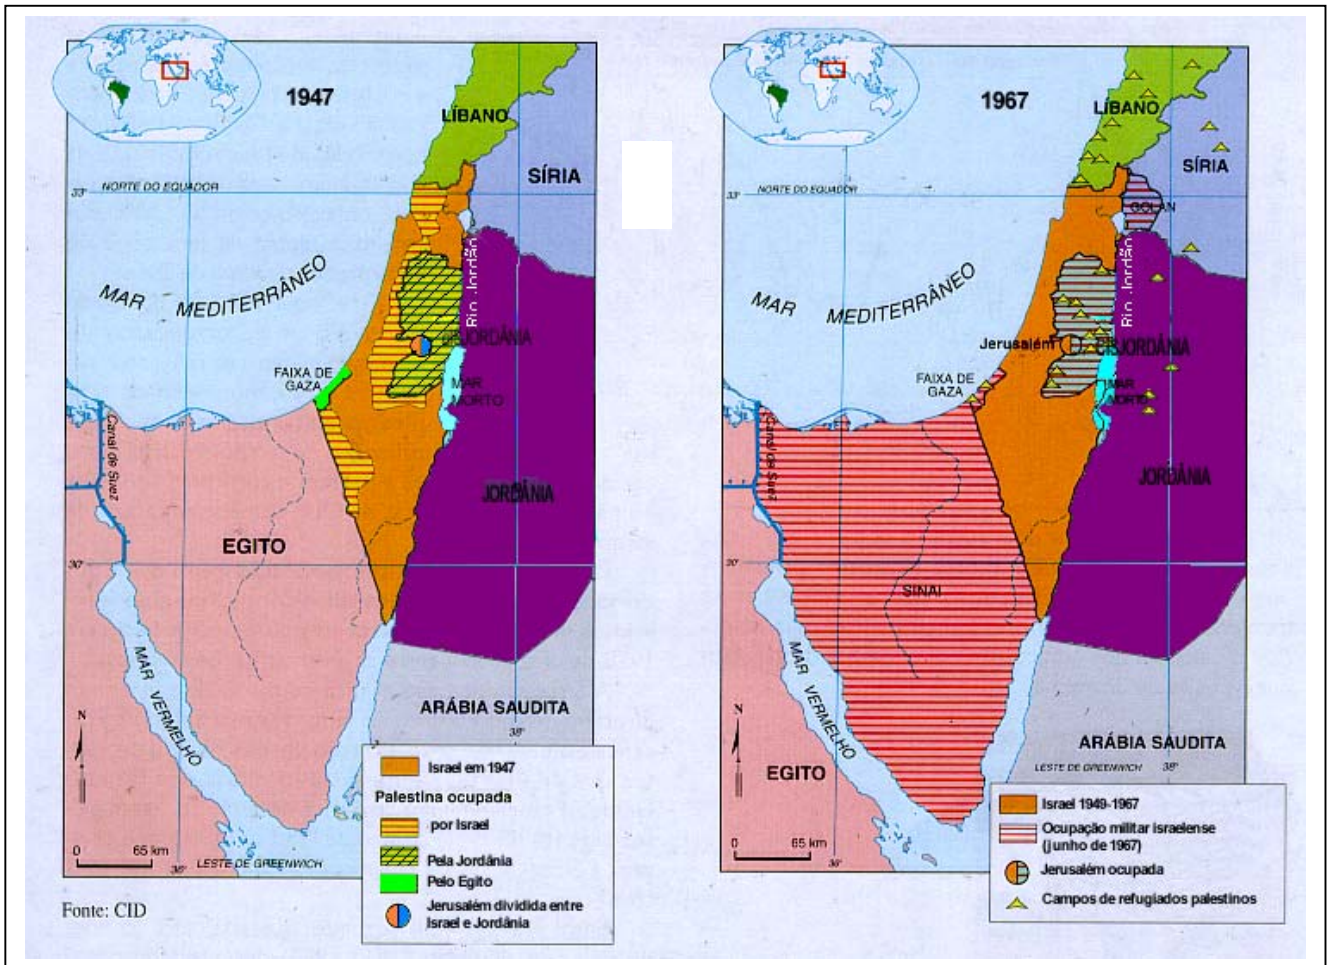 1947
LÍBANO
SÍRIA
33°
NORTE DO EQUADOR
MAR MEDITERRÂNEO
Rio Jordão
CISJORDÂNIA
FAIXA DE
GAZA
MAR
MORTO
Canal de Suez
JORDÂNIA
EGITO
30°
MAR VERMELHO
N
ARÁBIA SAUDITA
38°
Israel em 1947
Palestina ocupada
por Israel
Pela Jordânia
Pelo Egito
Jerusalém dividida entre
Israel e Jordânia
0 65 km
LESTE DE GREENWICH
36°
Fonte: CID
1967
LÍBANO
SÍRIA
33°
NORTE DO EQUADOR
GOLAN
MAR MEDITERRÂNEO
Rio Jordão
Jerusalém
CISJORDÂNIA
FAIXA DE
GAZA
MAR
MORTO
Canal de Suez
JORDÂNIA
30°
SINAI
MAR VERMELHO
N
ARÁBIA SAUDITA
EGITO
LESTE DE GREENWICH 38°
Israel 1949-1967
Ocupação militar Israelense
(junho de 1967)
Jerusalém ocupada
Campos de refugiados palestinos
0 65 km
36°